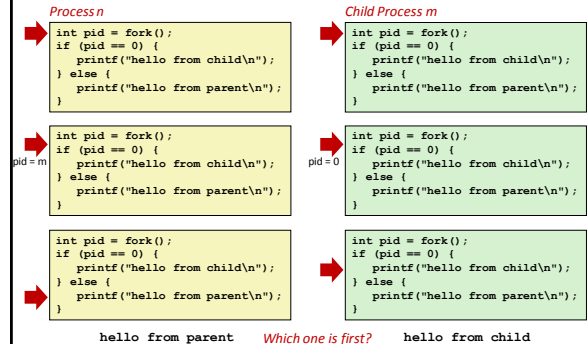 Process n
int pid = fork();
if (pid == 0) {
   printf("hello from child\n");
} else {
   printf("hello from parent\n");
}
Child Process m
int pid = fork();
if (pid == 0) {
   printf("hello from child\n");
} else {
   printf("hello from parent\n");
}
pid = m
int pid = fork();
if (pid == 0) {
   printf("hello from child\n");
} else {
   printf("hello from parent\n");
}
pid = 0
int pid = fork();
if (pid == 0) {
   printf("hello from child\n");
} else {
   printf("hello from parent\n");
}
int pid = fork();
if (pid == 0) {
   printf("hello from child\n");
} else {
   printf("hello from parent\n");
}
int pid = fork();
if (pid == 0) {
   printf("hello from child\n");
} else {
   printf("hello from parent\n");
}
hello from parent Which one is first? hello from child